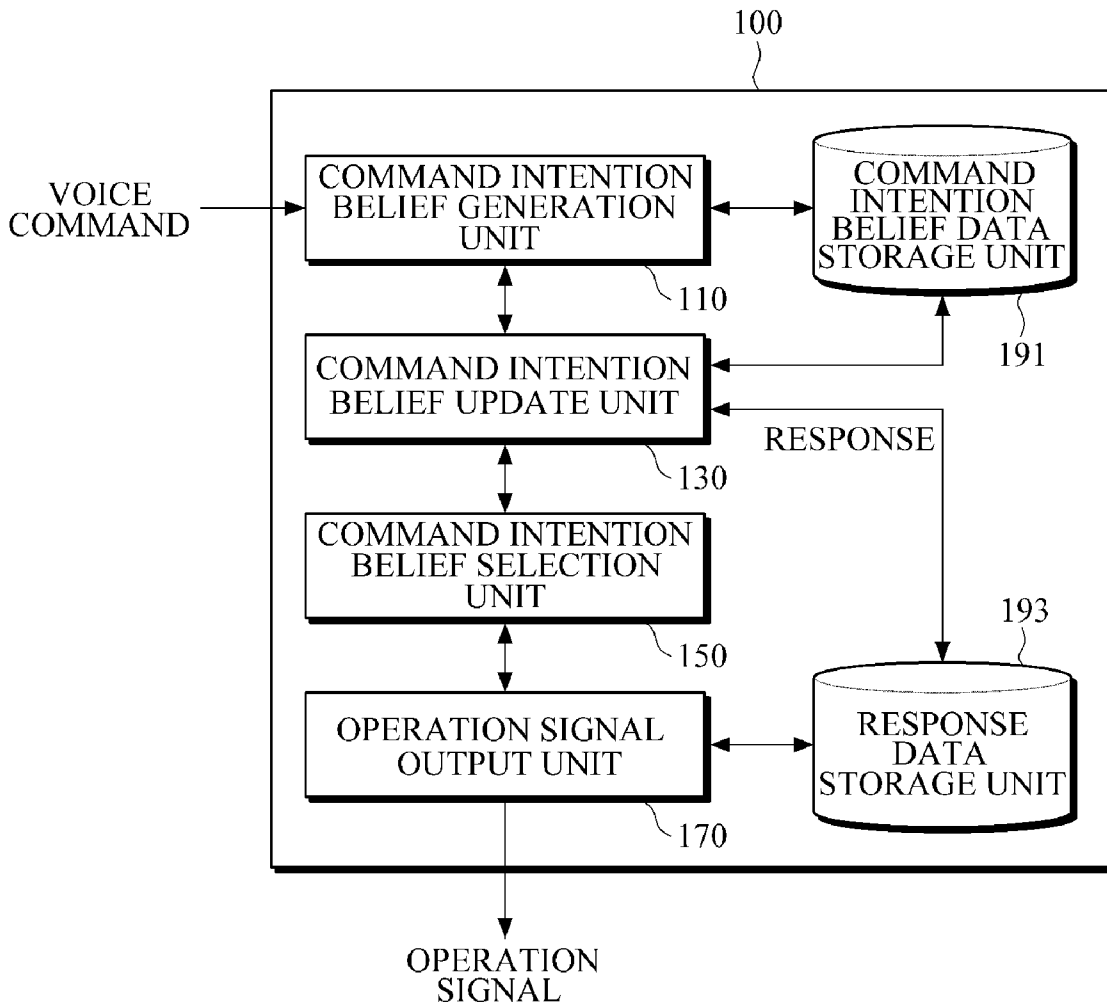 100
VOICE
COMMAND
COMMAND INTENTION
BELIEF GENERATION
UNIT
110
COMMAND
INTENTION
BELIEF DATA
STORAGE UNIT
191
COMMAND INTENTION
BELIEF UPDATE UNIT
130
RESPONSE
COMMAND INTENTION
BELIEF SELECTION
UNIT
150
193
OPERATION SIGNAL
OUTPUT UNIT
170
RESPONSE
DATA
STORAGE UNIT
OPERATION
SIGNAL